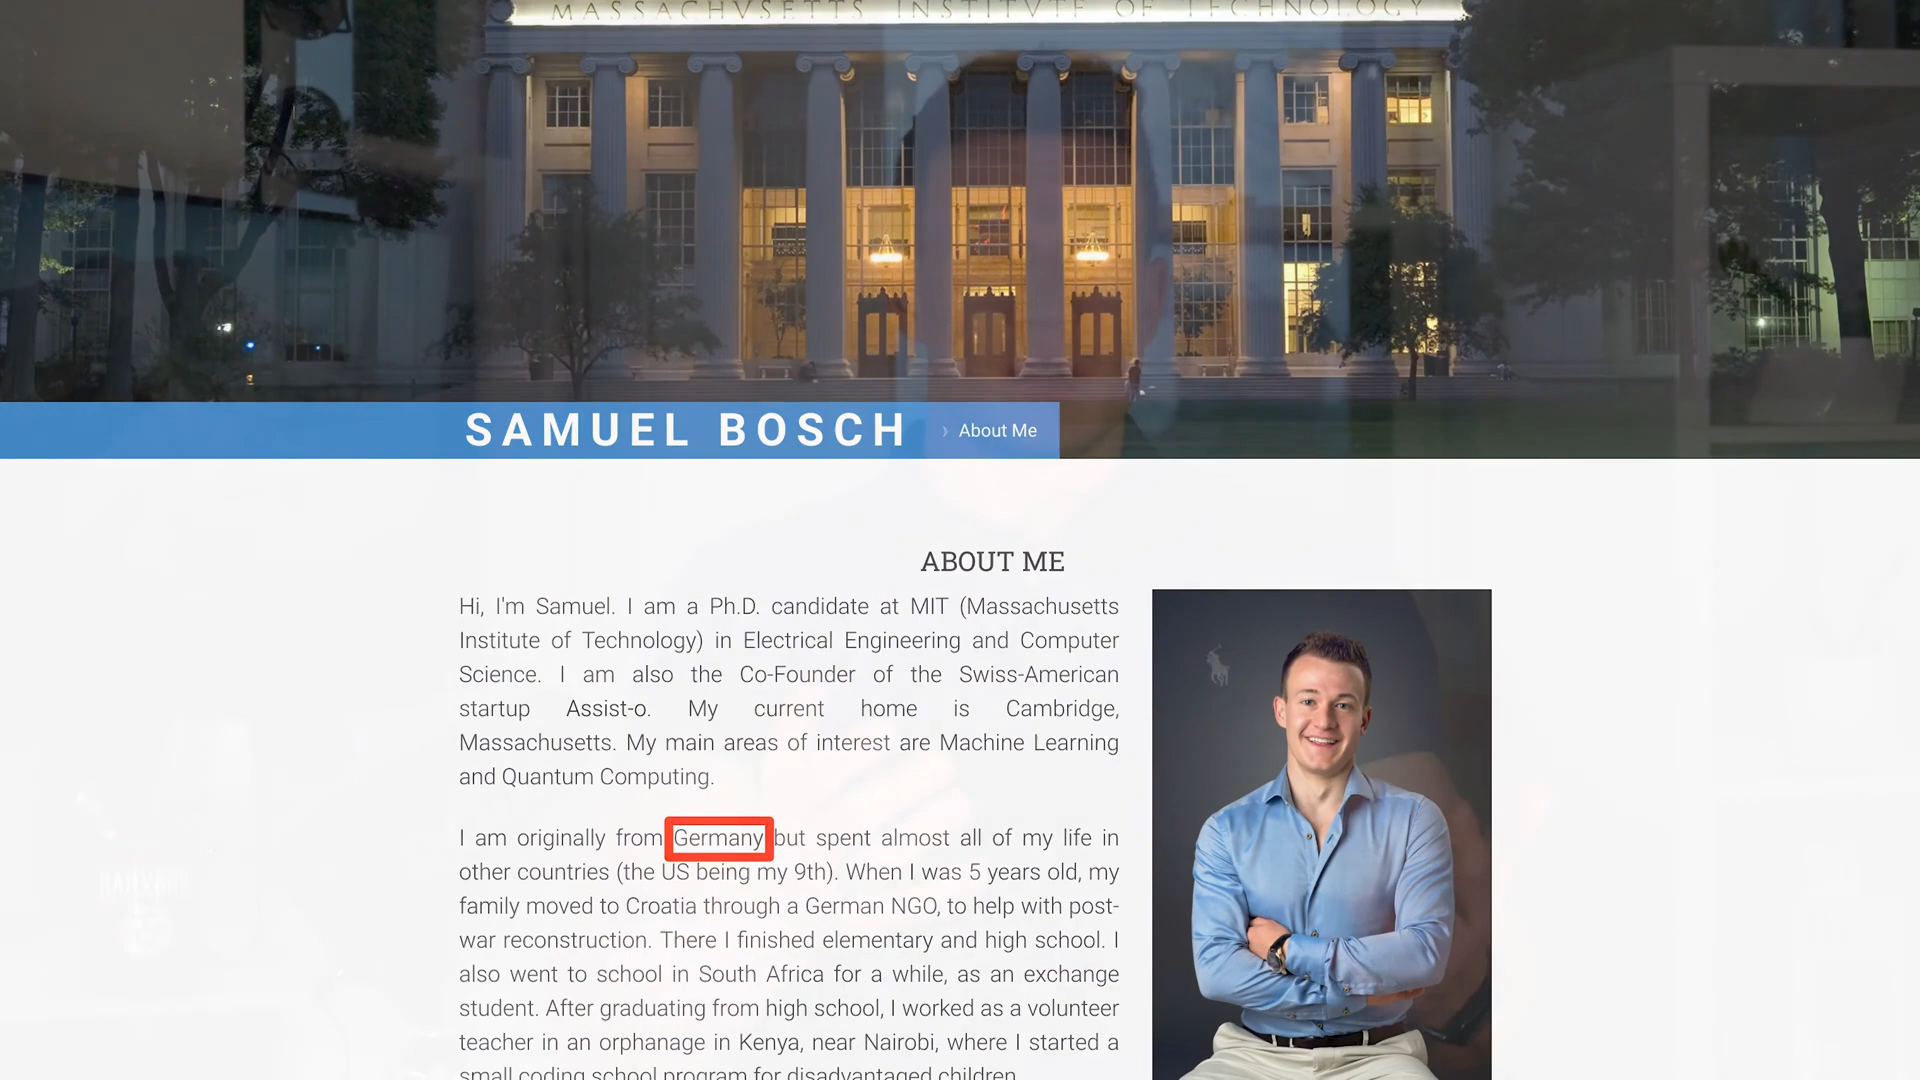 MASSACHVSETTS INSTITVTE OF TECHNOLOGY
SAMUEL BOSCH
› About Me
ABOUT ME
Hi, I'm Samuel. I am a Ph.D. candidate at MIT (Massachusetts
Institute of Technology) in Electrical Engineering and Computer
Science. I am also the Co-Founder of the Swiss-American
startup Assist-o. My current home is Cambridge,
Massachusetts. My main areas of interest are Machine Learning
and Quantum Computing.
I am originally from Germany but spent almost all of my life in
other countries (the US being my 9th). When I was 5 years old, my
family moved to Croatia through a German NGO, to help with post-
war reconstruction. There I finished elementary and high school. I
also went to school in South Africa for a while, as an exchange
student. After graduating from high school, I worked as a volunteer
teacher in an orphanage in Kenya, near Nairobi, where I started a
small coding school program for disadvantaged children.